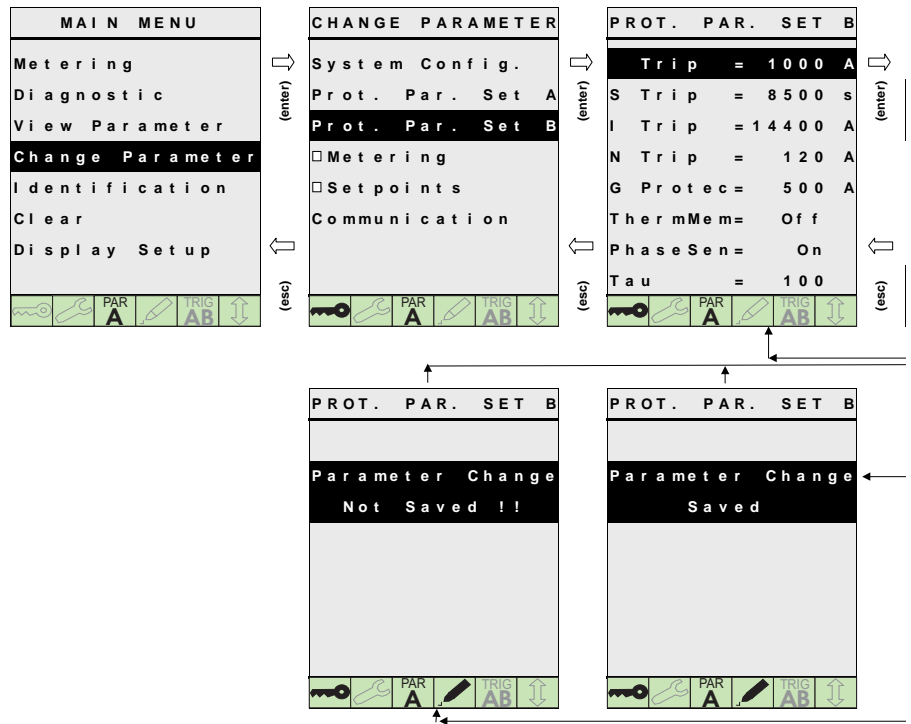 MAIN MENU
Metering
Diagnostic
View Parameter
Change Parameter
Identification
Clear
Display Setup
PAR
A
TRIG
AB
(enter)
(esc)
CHANGE PARAMETER
System Config.
Prot. Par. Set A
Prot. Par. Set B
Metering
Setpoints
Communication
PAR
A
TRIG
AB
(enter)
(esc)
PROT. PAR. SET B
Trip = 1000 A
S Trip = 8500 s
I Trip =14400 A
N Trip = 120 A
G Protec= 500 A
ThermMem= Off
PhaseSen= On
Tau = 100
PAR
A
TRIG
AB
(enter)
(esc)
PROT. PAR. SET B
Parameter Change
Not Saved !!
PAR
A
TRIG
AB
PROT. PAR. SET B
Parameter Change
Saved
PAR
A
TRIG
AB